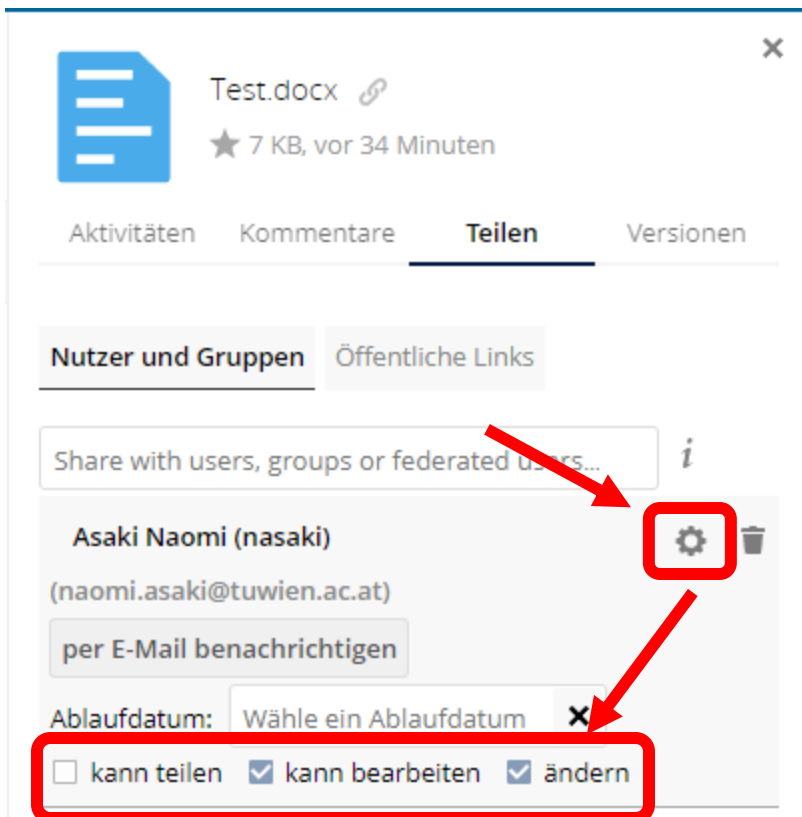 Test.docx
7 KB, vor 34 Minuten
Aktivitäten Kommentare Teilen Versionen
Nutzer und Gruppen Öffentliche Links
Share with users, groups or federated users... i
Asaki Naomi (nasaki)
(naomi.asaki@tuwien.ac.at)
per E-Mail benachrichtigen
Ablaufdatum: Wähle ein Ablaufdatum
kann teilen kann bearbeiten ändern